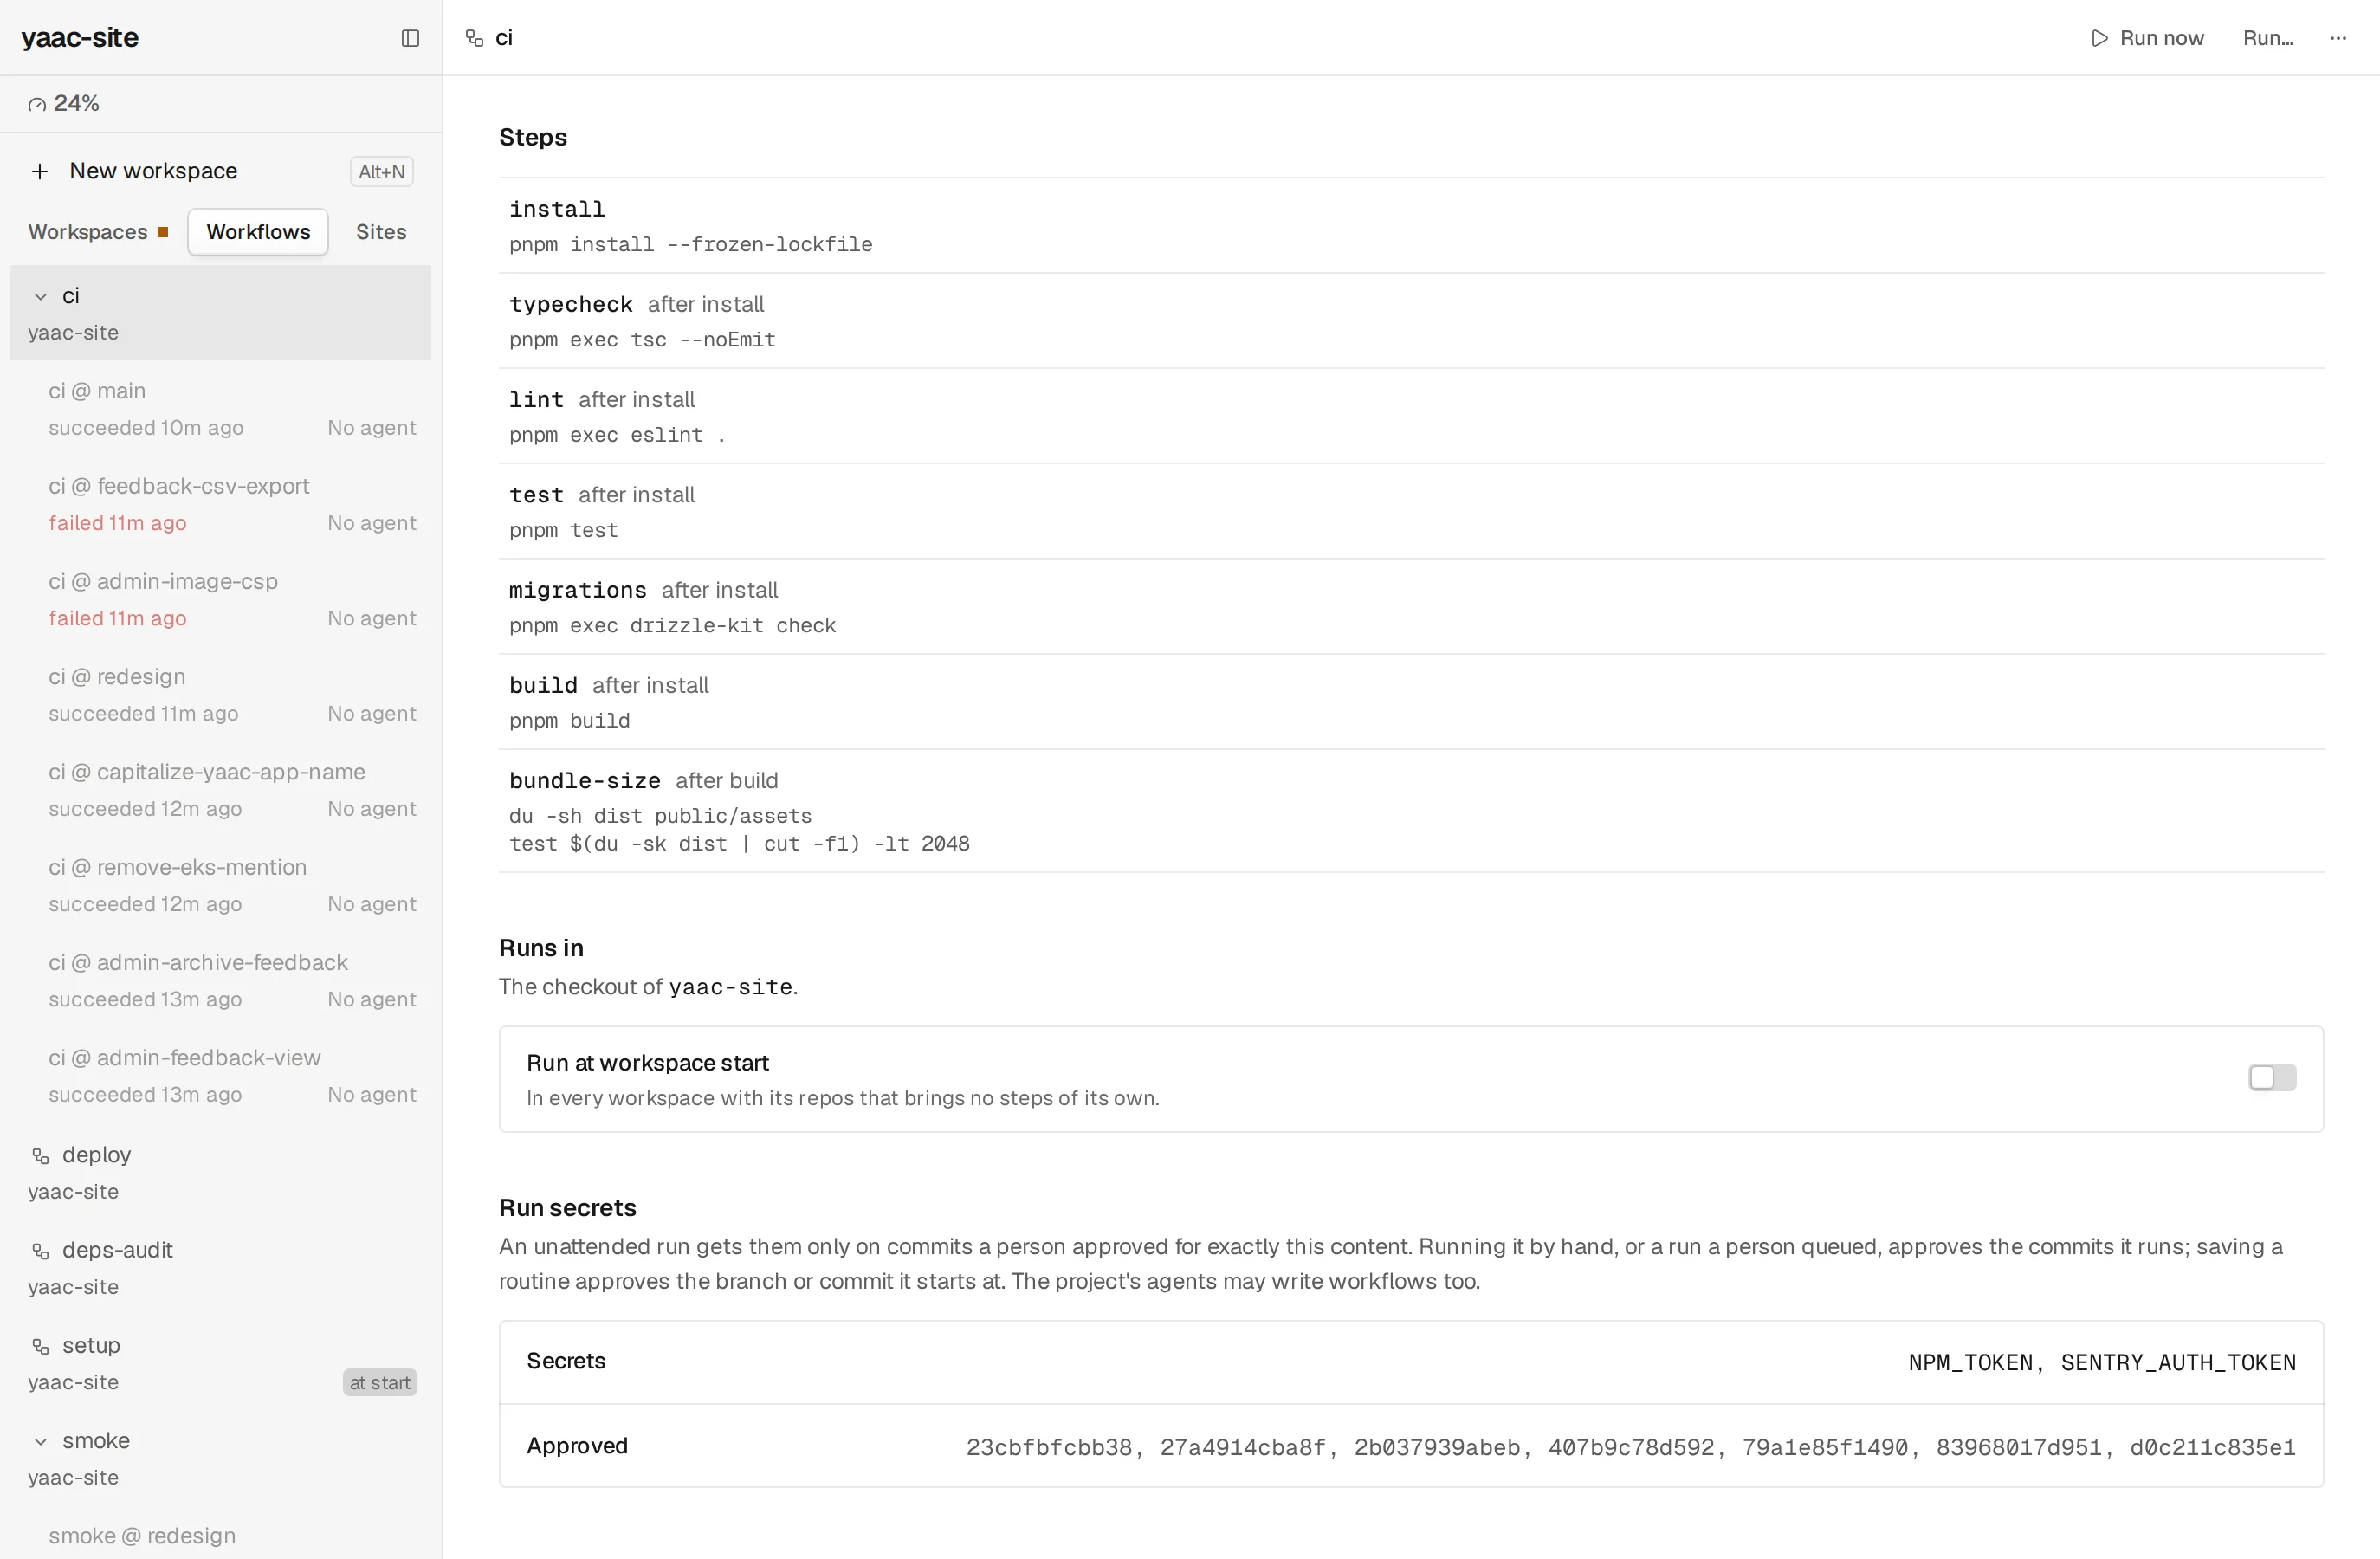 yaac-site
24%
New workspace Alt+N
Workspaces Workflows Sites
ci
yaac-site
ci @ main
succeeded 10m ago No agent
ci @ feedback-csv-export
failed 11m ago No agent
ci @ admin-image-csp
failed 11m ago No agent
ci @ redesign
succeeded 11m ago No agent
ci @ capitalize-yaac-app-name
succeeded 12m ago No agent
ci @ remove-eks-mention
succeeded 12m ago No agent
ci @ admin-archive-feedback
succeeded 13m ago No agent
ci @ admin-feedback-view
succeeded 13m ago No agent
deploy
yaac-site
deps-audit
yaac-site
setup
yaac-site at start
smoke
yaac-site
smoke @ redesign
ci Run now Run... ...
Steps
install
pnpm install --frozen-lockfile
typecheck after install
pnpm exec tsc --noEmit
lint after install
pnpm exec eslint .
test after install
pnpm test
migrations after install
pnpm exec drizzle-kit check
build after install
pnpm build
bundle-size after build
du -sh dist public/assets
test $(du -sk dist | cut -f1) -lt 2048
Runs in
The checkout of yaac-site.
Run at workspace start
In every workspace with its repos that brings no steps of its own.
Run secrets
An unattended run gets them only on commits a person approved for exactly this content. Running it by hand, or a run a person queued, approves the commits it runs; saving a
routine approves the branch or commit it starts at. The project's agents may write workflows too.
Secrets NPM_TOKEN, SENTRY_AUTH_TOKEN
Approved 23cbfbfcbb38, 27a4914cba8f, 2b037939abeb, 407b9c78d592, 79a1e85f1490, 83968017d951, d0c211c835e1